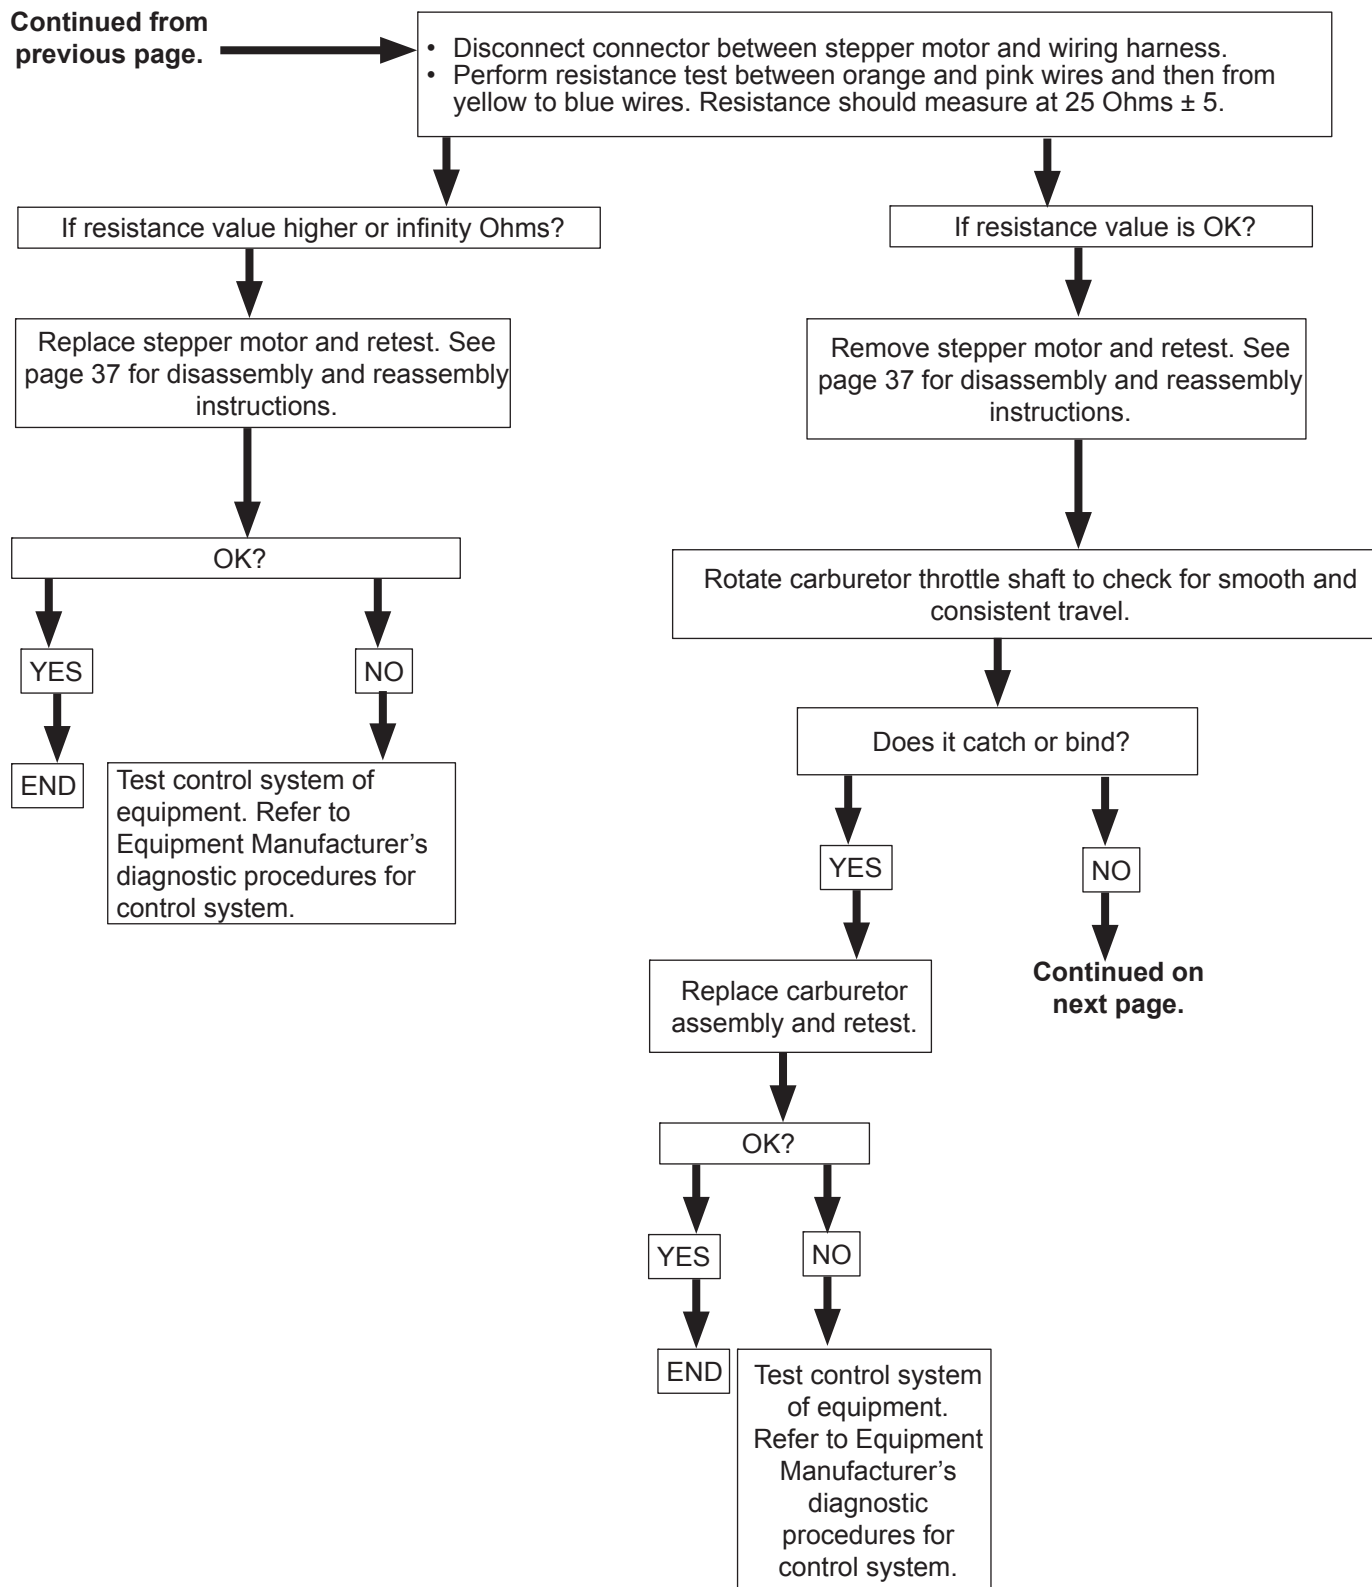 Continued from
previous page.
• Disconnect connector between stepper motor and wiring harness.
• Perform resistance test between orange and pink wires and then from
yellow to blue wires. Resistance should measure at 25 Ohms ± 5.
If resistance value higher or infinity Ohms?
If resistance value is OK?
Replace stepper motor and retest. See
page 37 for disassembly and reassembly
instructions.
Remove stepper motor and retest. See
page 37 for disassembly and reassembly
instructions.
OK?
Rotate carburetor throttle shaft to check for smooth and
consistent travel.
YES
NO
Does it catch or bind?
END
Test control system of
equipment. Refer to
Equipment Manufacturer’s
diagnostic procedures for
control system.
YES
NO
Replace carburetor
assembly and retest.
Continued on
next page.
OK?
YES
NO
END
Test control system
of equipment.
Refer to Equipment
Manufacturer’s
diagnostic
procedures for
control system.